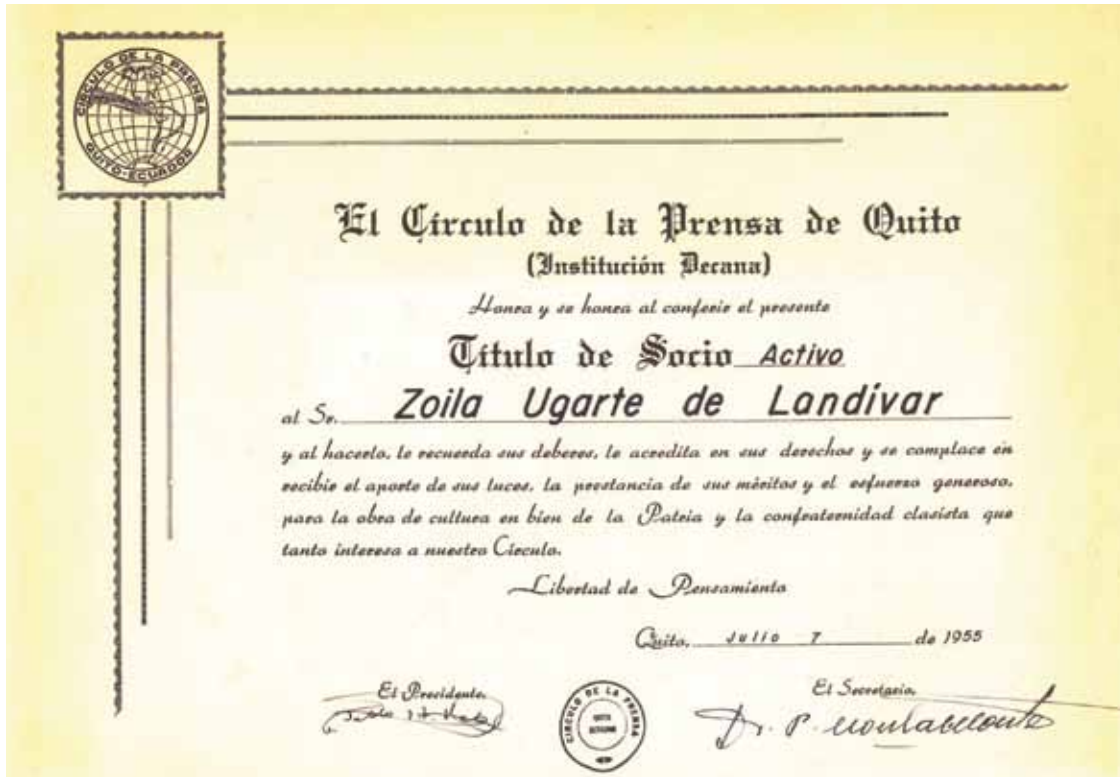 CIRCULO DE LA PRENSA
QUITO-ECUADOR
El Círculo de la Prensa de Quito
(Institución Decana)
Honra y se honra al conferir el presente
Título de Socio Activo
al Sr. Zoila Ugarte de Landívar
y al hacerlo, le recuerda sus deberes, le acredita en sus derechos y se complace en
recibir el aporte de sus luces, la prestancia de sus méritos y el esfuerzo generoso,
para la obra de cultura en bien de la Patria y la confraternidad clasista que
tanto interesa a nuestro Círculo.
Libertad de Pensamiento
Quito, Julio 7 de 1955
El Presidente,
El Secretario,
Dr. P.
CIRCULO DE LA PRENSA